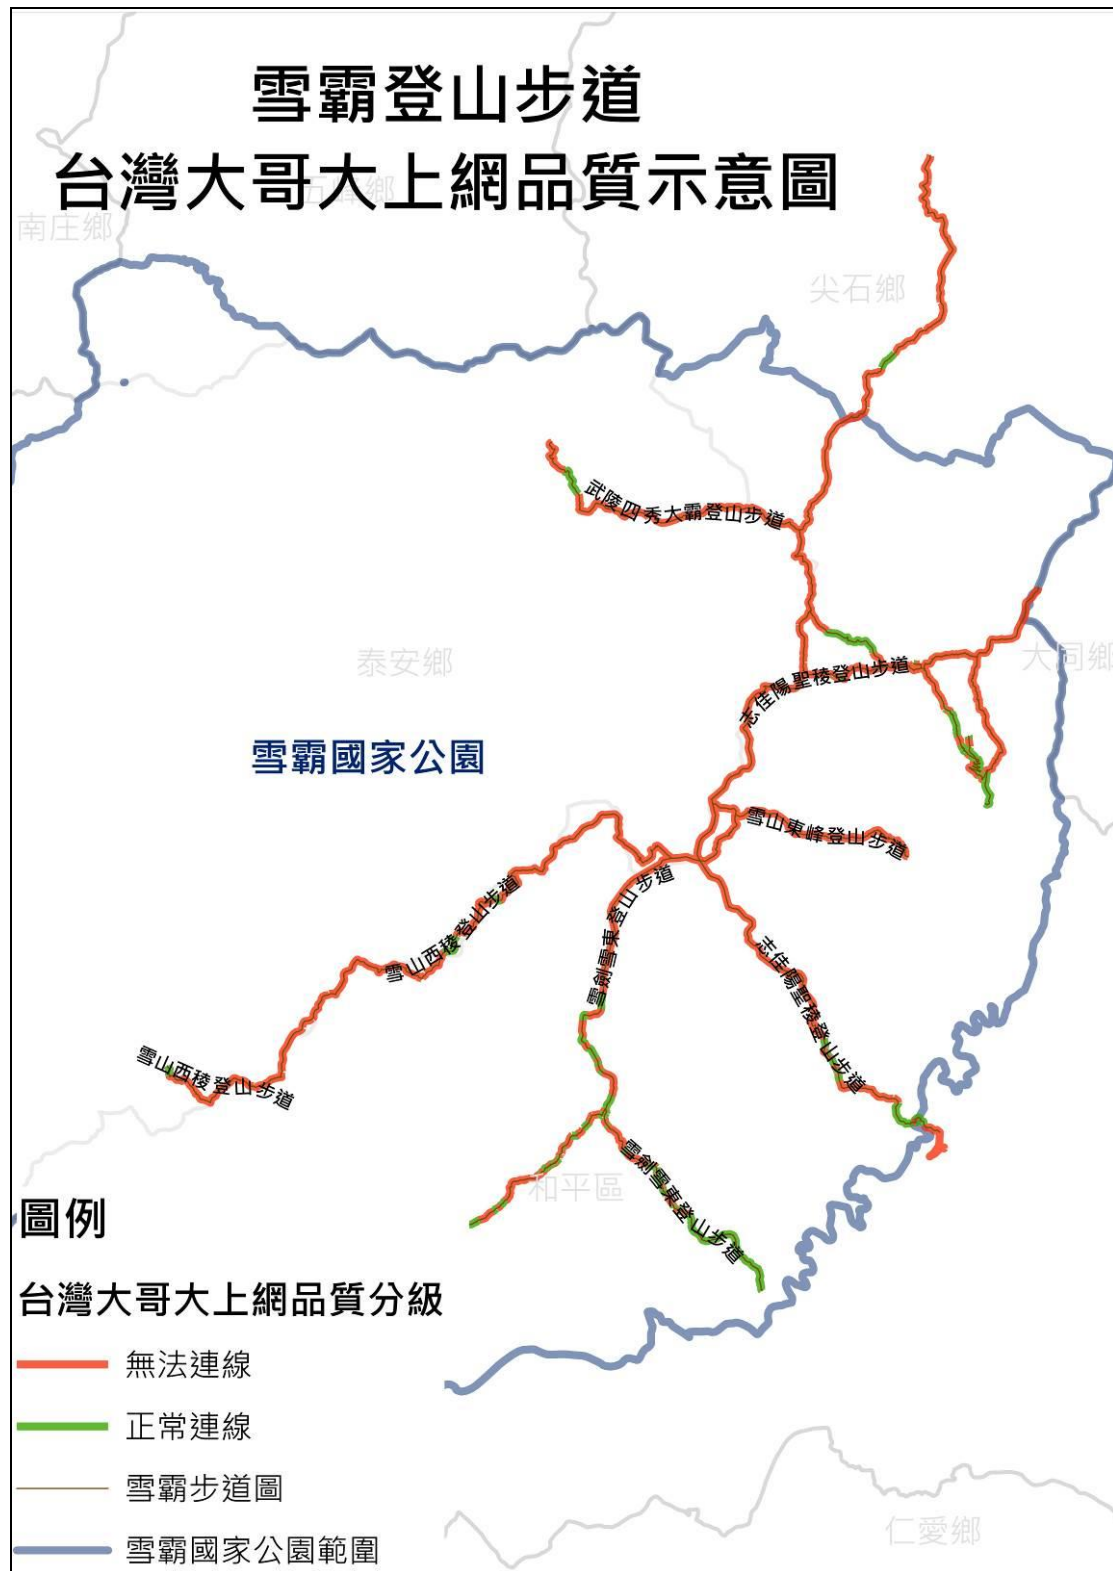 雪霸登山步道
台灣大哥大上網品質示意圖
五峰鄉
南庄鄉
尖石鄉
武陵四秀大霸登山步道
泰安鄉
大同鄉
志佳陽聖稜登山步道
雪霸國家公園
雪山東峰登山步道
雪山西稜登山步道
雪劍雪東登山步道
志佳陽聖稜登山步道
雪山西稜登山步道
雪劍雪東登山步道
和平區
圖例
台灣大哥大上網品質分級
無法連線
正常連線
雪霸步道圖
雪霸國家公園範圍
仁愛鄉